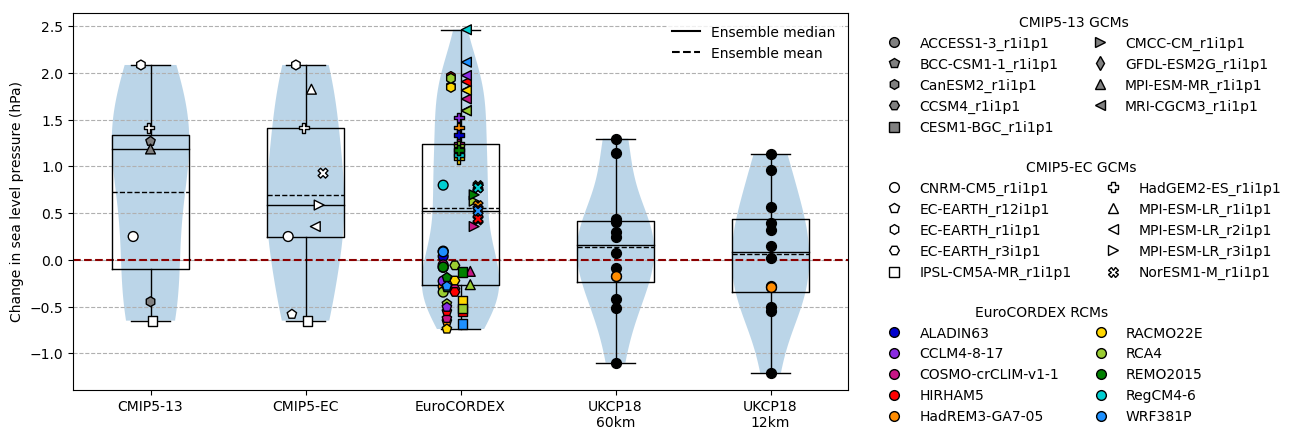 Change in sea level pressure (hPa)
2.5
2.0
1.5
1.0
0.5
0.0
−0.5
−1.0
CMIP5-13
CMIP5-EC
EuroCORDEX
UKCP18
60km
UKCP18
12km
Ensemble median
Ensemble mean
CMIP5-13 GCMs
ACCESS1-3_r1i1p1
BCC-CSM1-1_r1i1p1
CanESM2_r1i1p1
CCSM4_r1i1p1
CESM1-BGC_r1i1p1
CMCC-CM_r1i1p1
GFDL-ESM2G_r1i1p1
MPI-ESM-MR_r1i1p1
MRI-CGCM3_r1i1p1
CMIP5-EC GCMs
CNRM-CM5_r1i1p1
EC-EARTH_r12i1p1
EC-EARTH_r1i1p1
EC-EARTH_r3i1p1
IPSL-CM5A-MR_r1i1p1
HadGEM2-ES_r1i1p1
MPI-ESM-LR_r1i1p1
MPI-ESM-LR_r2i1p1
MPI-ESM-LR_r3i1p1
NorESM1-M_r1i1p1
EuroCORDEX RCMs
ALADIN63
CCLM4-8-17
COSMO-crCLIM-v1-1
HIRHAM5
HadREM3-GA7-05
RACMO22E
RCA4
REMO2015
RegCM4-6
WRF381P